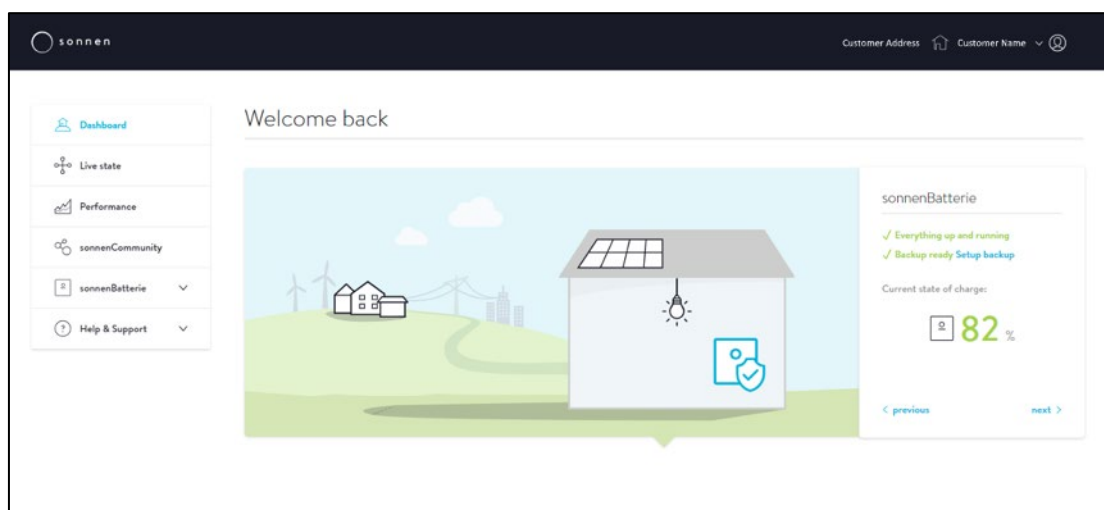 sonnen
Customer Address Customer Name
Dashboard
Live state
Performance
sonnenCommunity
sonnenBatterie
Help & Support
Welcome back
sonnenBatterie
Everything up and running
Backup ready Setup backup
Current state of charge:
82 %
previous next